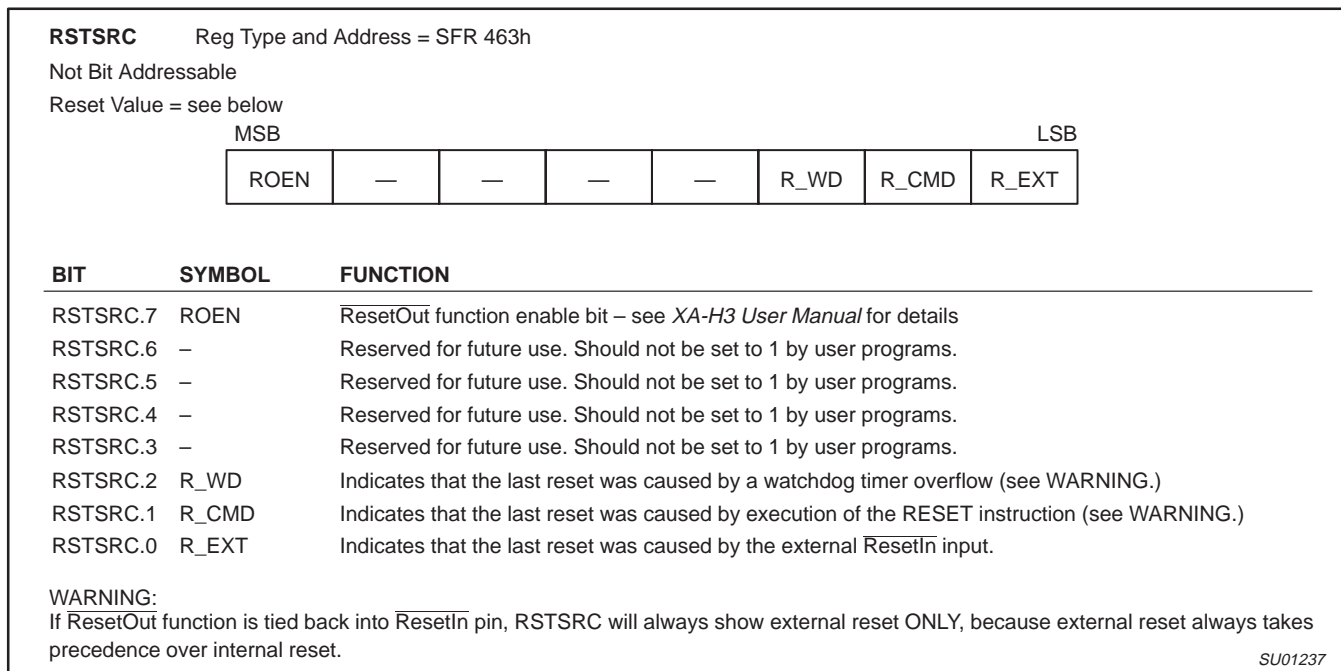 RSTSRC Reg Type and Address = SFR 463h
Not Bit Addressable
Reset Value = see below
MSB LSB
ROEN — — — — R_WD R_CMD R_EXT
BIT SYMBOL FUNCTION
RSTSRC.7 ROEN ResetOut function enable bit – see XA-H3 User Manual for details
RSTSRC.6 – Reserved for future use. Should not be set to 1 by user programs.
RSTSRC.5 – Reserved for future use. Should not be set to 1 by user programs.
RSTSRC.4 – Reserved for future use. Should not be set to 1 by user programs.
RSTSRC.3 – Reserved for future use. Should not be set to 1 by user programs.
RSTSRC.2 R_WD Indicates that the last reset was caused by a watchdog timer overflow (see WARNING.)
RSTSRC.1 R_CMD Indicates that the last reset was caused by execution of the RESET instruction (see WARNING.)
RSTSRC.0 R_EXT Indicates that the last reset was caused by the external ResetIn input.
WARNING:
If ResetOut function is tied back into ResetIn pin, RSTSRC will always show external reset ONLY, because external reset always takes
precedence over internal reset.
SU01237